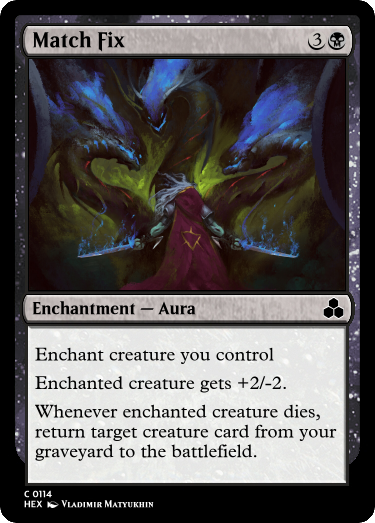 Match Fix 3
Enchantment — Aura
Enchant creature you control
Enchanted creature gets +2/-2.
Whenever enchanted creature dies,
return target creature card from your
graveyard to the battlefield.
C 0114
HEX Vladimir Matyukhin